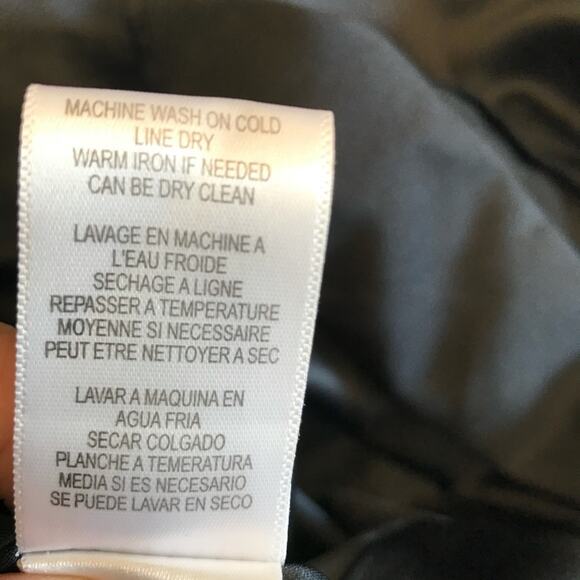 MACHINE WASH ON COLD
LINE DRY
WARM IRON IF NEEDED
CAN BE DRY CLEAN
LAVAGE EN MACHINE A
L'EAU FROIDE
SECHAGE A LIGNE
REPASSER A TEMPERATURE
MOYENNE SI NECESSAIRE
PEUT ETRE NETTOYER A SEC
LAVAR A MAQUINA EN
AGUA FRIA
SECAR COLGADO
PLANCHE A TEMERATURA
MEDIA SI ES NECESARIO
SE PUEDE LAVAR EN SECO